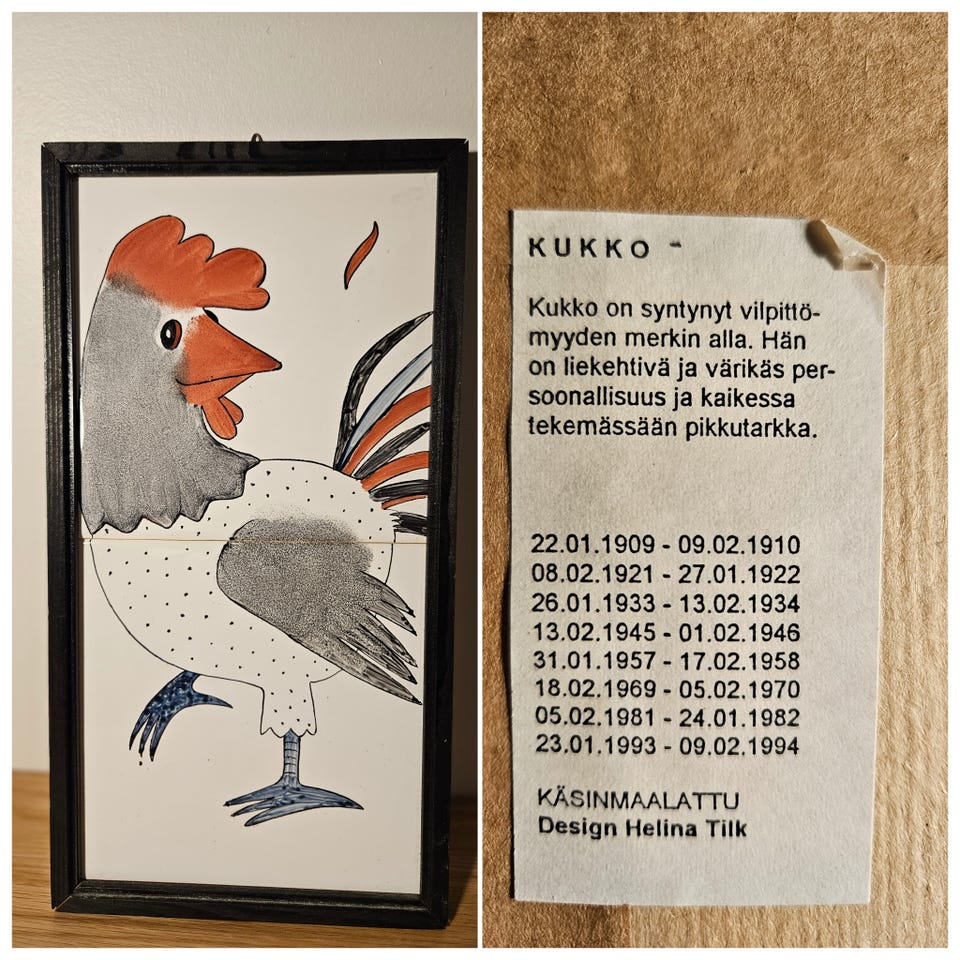 KUKKO -
Kukko on syntynyt vilpittö-
myyden merkin alla. Hän
on liekehtivä ja värikäs per-
soonallisuus ja kaikessa
tekemässään pikkutarkka.
22.01.1909 - 09.02.1910
08.02.1921 - 27.01.1922
26.01.1933 - 13.02.1934
13.02.1945 - 01.02.1946
31.01.1957 - 17.02.1958
18.02.1969 - 05.02.1970
05.02.1981 - 24.01.1982
23.01.1993 - 09.02.1994
KÄSINMAALATTU
Design Helina Tilk